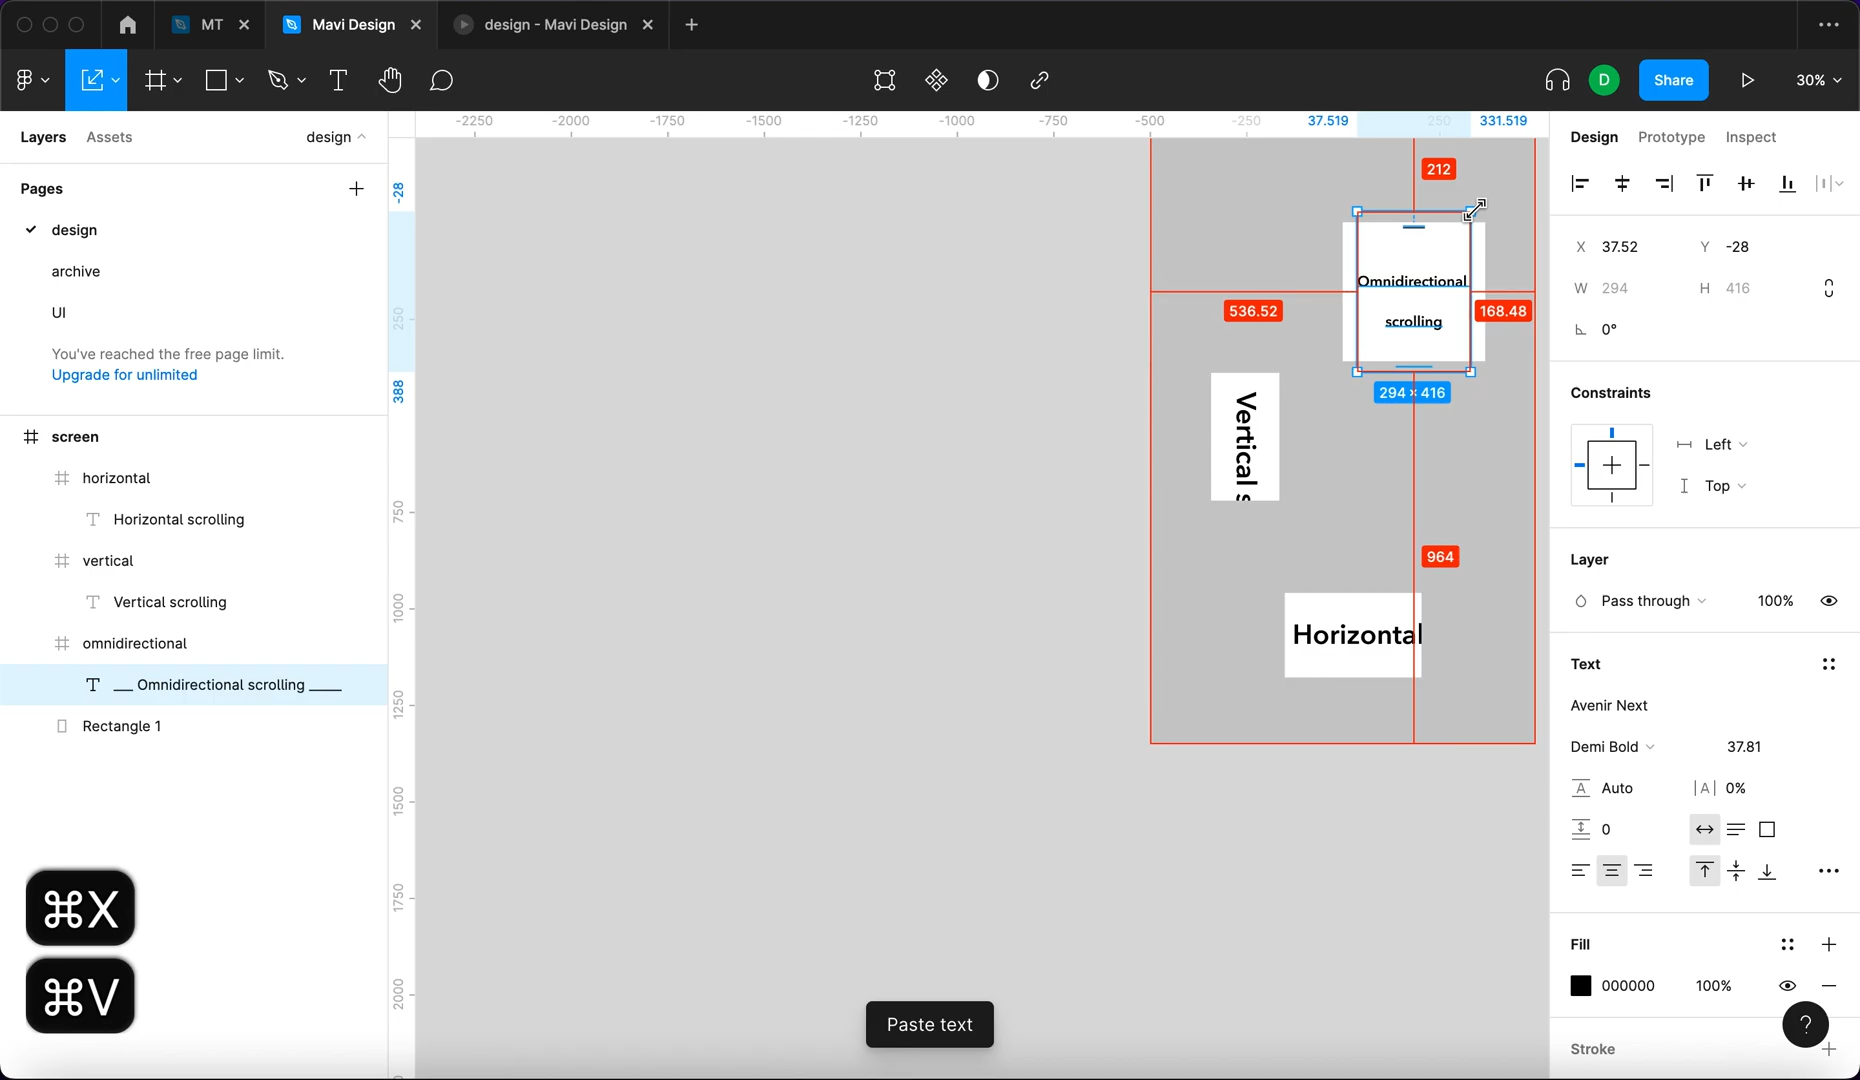 MT
Mavi Design
design - Mavi Design
D
Share
30%
Layers
Assets
design
-2250
-2000
-1750
-1500
-1250
-1000
-750
-500
-250
37.519
250
331.519
Design
Prototype
Inspect
Pages
design
archive
UI
You've reached the free page limit.
Upgrade for unlimited
screen
horizontal
Horizontal scrolling
vertical
Vertical scrolling
omnidirectional
__ Omnidirectional scrolling ____
Rectangle 1
-28
250
388
750
1000
1250
1500
1750
2000
212
Omnidirectional
scrolling
536.52
168.48
294 × 416
Vertical s
964
Horizontal
X 37.52
Y -28
W 294
H 416
0°
Constraints
Left
Top
Layer
Pass through
100%
Text
Avenir Next
Demi Bold
37.81
A Auto
|A| 0%
0
Fill
000000
100%
Stroke
?
⌘X
⌘V
Paste text